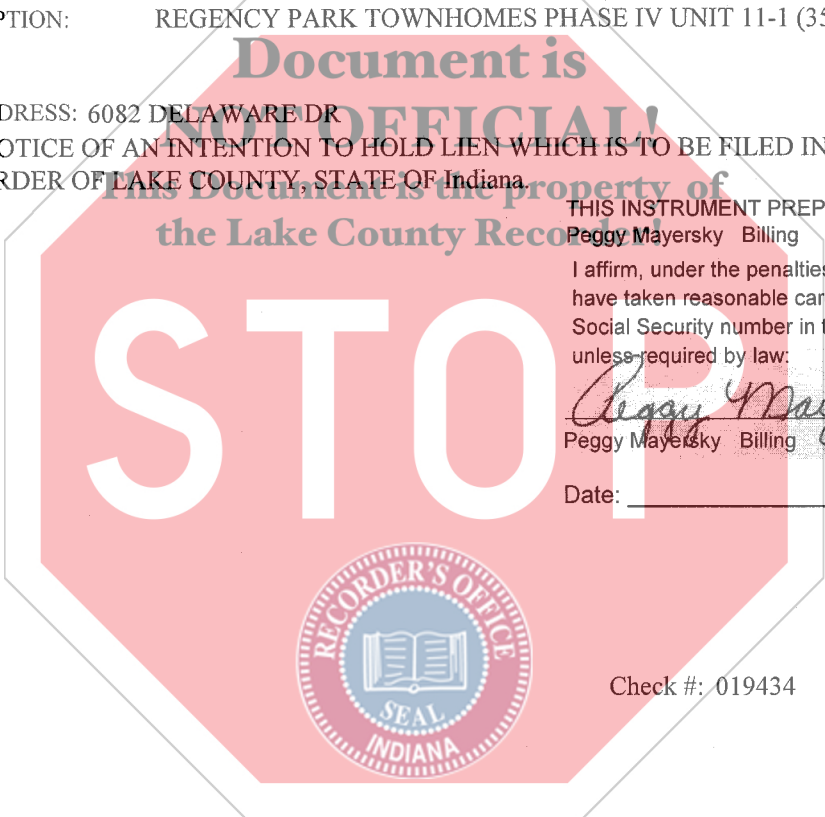 PTION: REGENCY PARK TOWNHOMES PHASE IV UNIT 11-1 (35
Document is
DRESS: 6082 DELAWARE DR
NOT OFFICIAL!
OTICE OF AN INTENTION TO HOLD LIEN WHICH IS TO BE FILED IN
RDER OF LAKE COUNTY, STATE OF Indiana.
This Document is the property of
the Lake County Recorder!
THIS INSTRUMENT PREP
Peggy Mayersky Billing
I affirm, under the penalties
have taken reasonable car
Social Security number in t
unless required by law:
Peggy May
Peggy Mayersky Billing
Date:
STOP
RECORDER'S OFFICE
SEAL
INDIANA
Check #: 019434